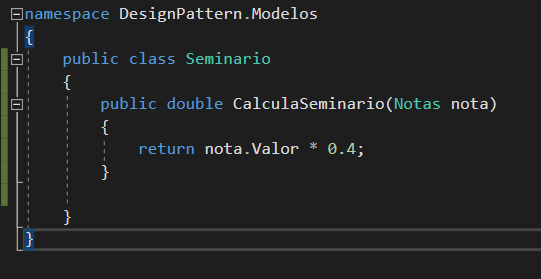 namespace DesignPattern.Modelos
{
    public class Seminario
    {
        public double CalculaSeminario(Notas nota)
        {
            return nota.Valor * 0.4;
        }

    }
}